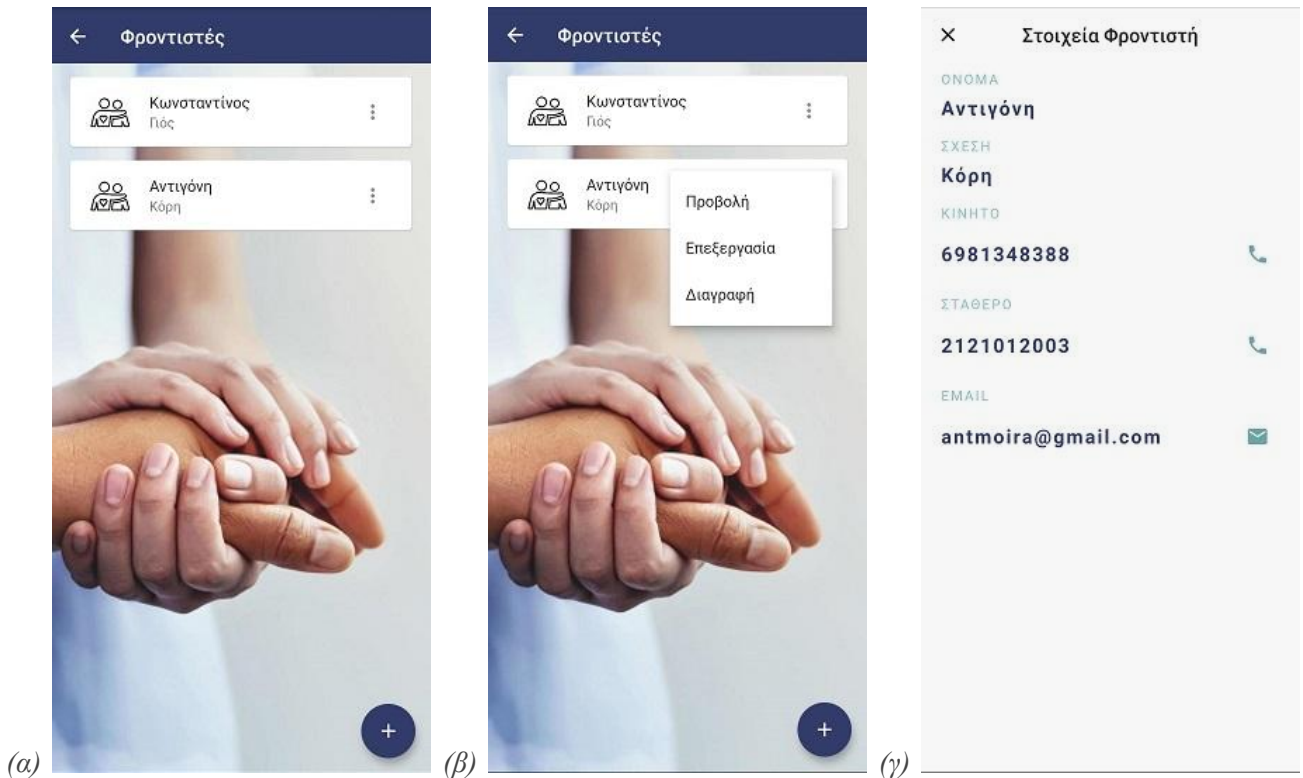 Φροντιστές
Κωνσταντίνος
Γιός
Αντιγόνη
Κόρη
(α)
Φροντιστές
Κωνσταντίνος
Γιός
Αντιγόνη
Κόρη
Προβολή
Επεξεργασία
Διαγραφή
(β)
Στοιχεία Φροντιστή
ΟΝΟΜΑ
Αντιγόνη
ΣΧΕΣΗ
Κόρη
ΚΙΝΗΤΟ
6981348388
ΣΤΑΘΕΡΟ
2121012003
EMAIL
antmoira@gmail.com
(γ)